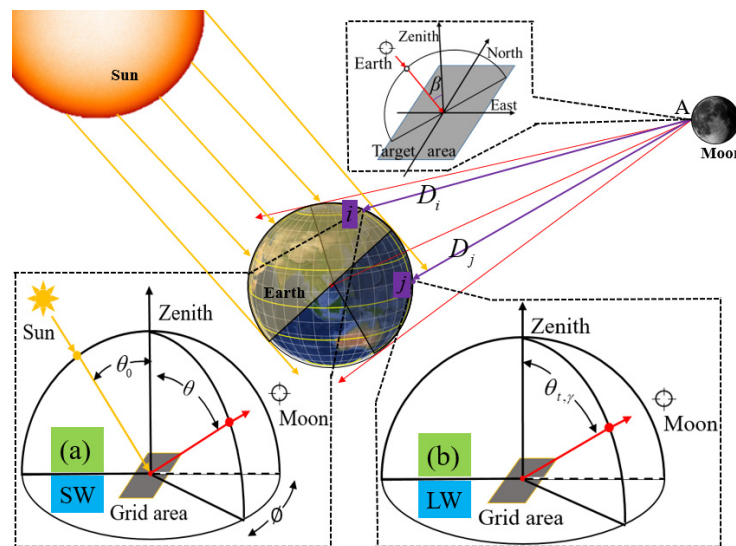 Sun
Zenith
North
Earth
β
East
Target area
A
Moon
D_i
D_j
i
j
Earth
Sun
Zenith
θ_0
θ
Moon
(a)
SW
Grid area
ϕ
Zenith
θ_{t,γ}
Moon
(b)
LW
Grid area